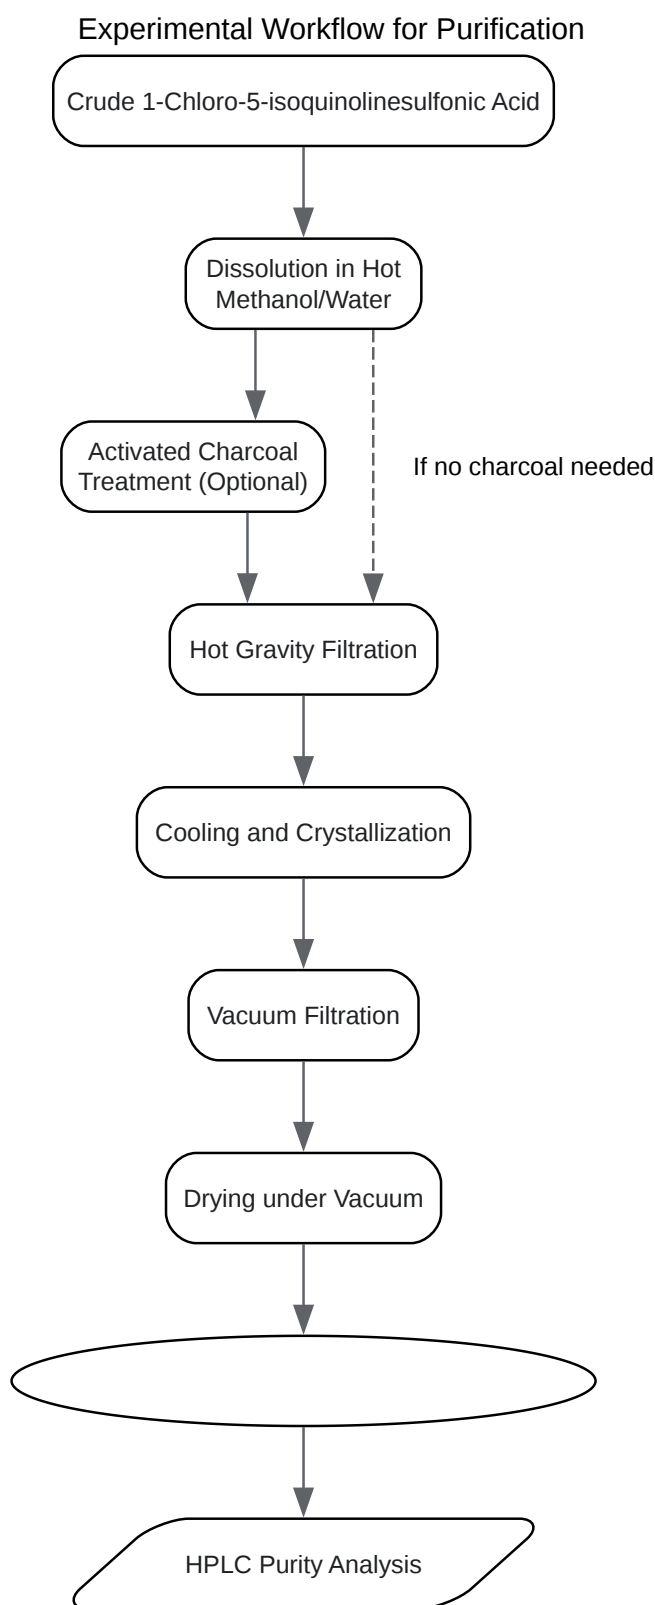 Experimental Workflow for Purification
Crude 1-Chloro-5-isoquinolinesulfonic Acid
Dissolution in Hot
Methanol/Water
Activated Charcoal
Treatment (Optional)
If no charcoal needed
Hot Gravity Filtration
Cooling and Crystallization
Vacuum Filtration
Drying under Vacuum
HPLC Purity Analysis